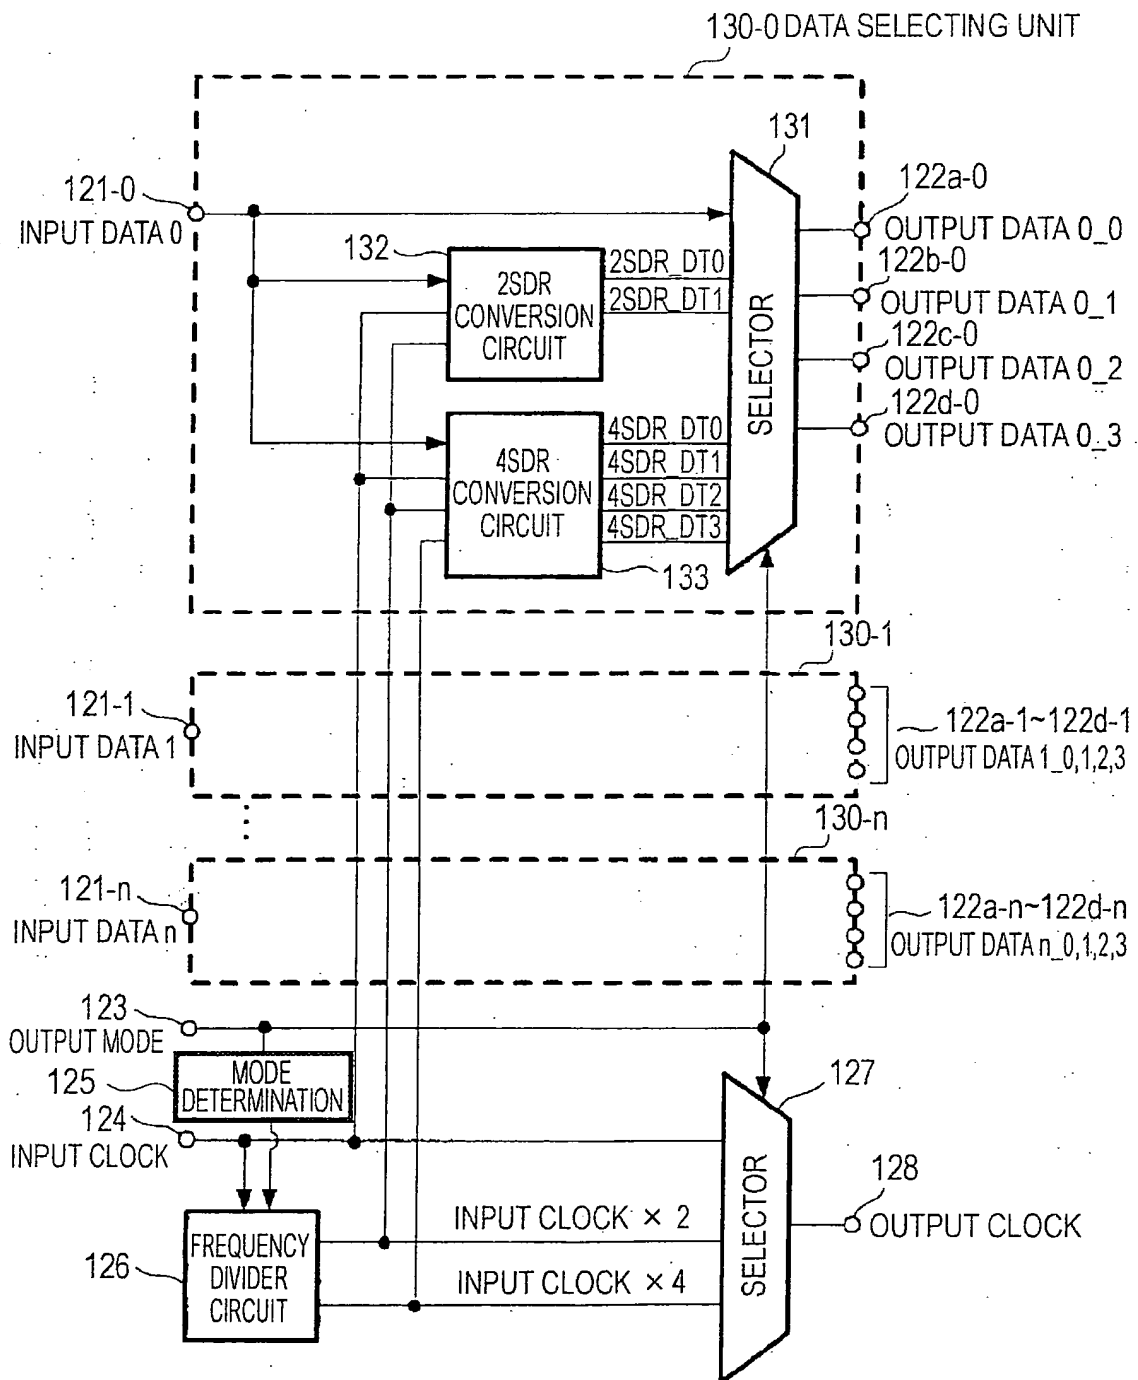 130-0 DATA SELECTING UNIT
131
121-0
INPUT DATA 0
132
2SDR
CONVERSION
CIRCUIT
2SDR_DT0
2SDR_DT1
SELECTOR
122a-0
OUTPUT DATA 0_0
122b-0
OUTPUT DATA 0_1
122c-0
OUTPUT DATA 0_2
122d-0
OUTPUT DATA 0_3
4SDR
CONVERSION
CIRCUIT
4SDR_DT0
4SDR_DT1
4SDR_DT2
4SDR_DT3
133
130-1
121-1
INPUT DATA 1
122a-1~122d-1
OUTPUT DATA 1_0,1,2,3
130-n
121-n
INPUT DATA n
122a-n~122d-n
OUTPUT DATA n_0,1,2,3
123
OUTPUT MODE
125
MODE
DETERMINATION
124
INPUT CLOCK
127
SELECTOR
128
OUTPUT CLOCK
126
FREQUENCY
DIVIDER
CIRCUIT
INPUT CLOCK × 2
INPUT CLOCK × 4